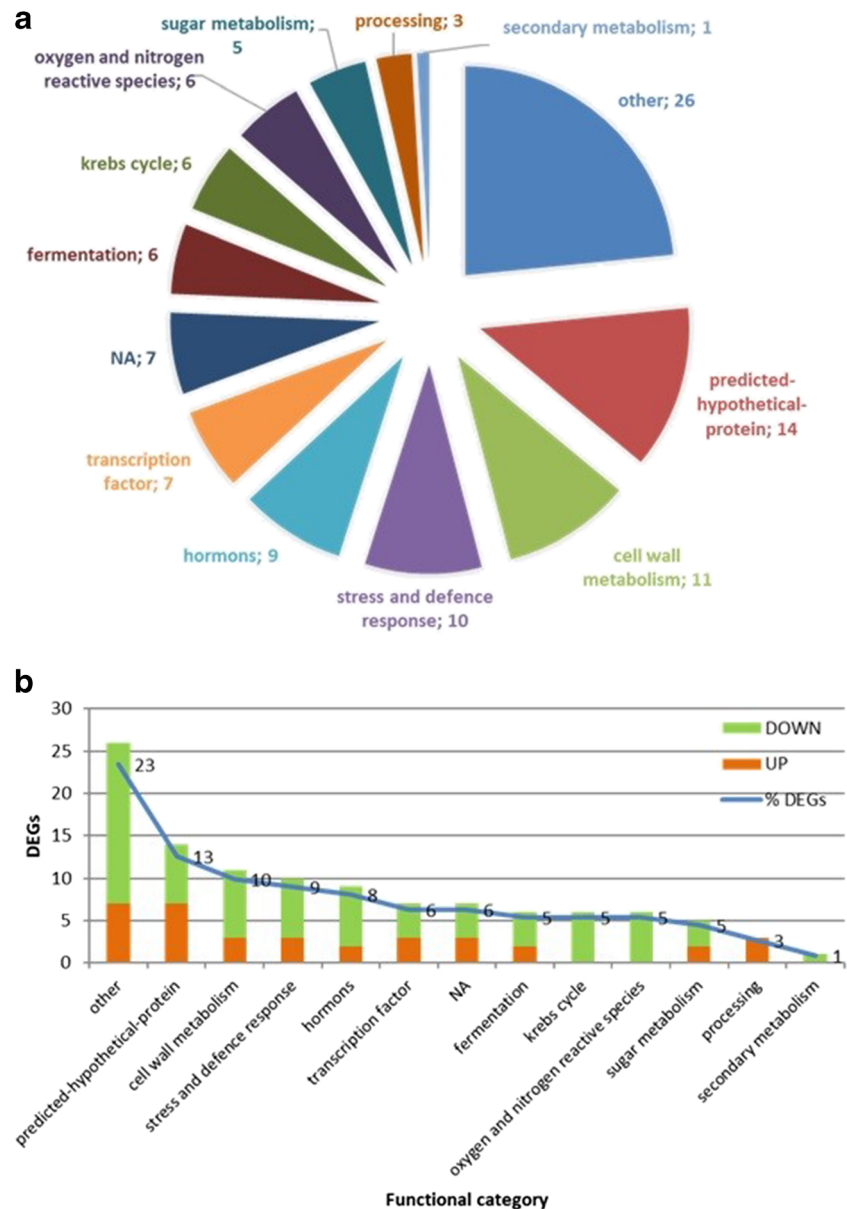 a
sugar metabolism;
5
processing; 3
secondary metabolism; 1
oxygen and nitrogen
reactive species; 6
other; 26
krebs cycle; 6
fermentation; 6
NA; 7
predicted-
hypothetical-
protein; 14
transcription
factor; 7
hormons; 9
cell wall
metabolism; 11
stress and defence
response; 10
b
30
25
20
15
10
5
0
DEGs
DOWN
UP
% DEGs
23
13
10
9
8
6
6
5
5
5
5
3
1
other
predicted-hypothetical-protein
cell wall metabolism
stress and defence response
hormons
transcription factor
NA
fermentation
krebs cycle
oxygen and nitrogen reactive species
sugar metabolism
processing
secondary metabolism
Functional category